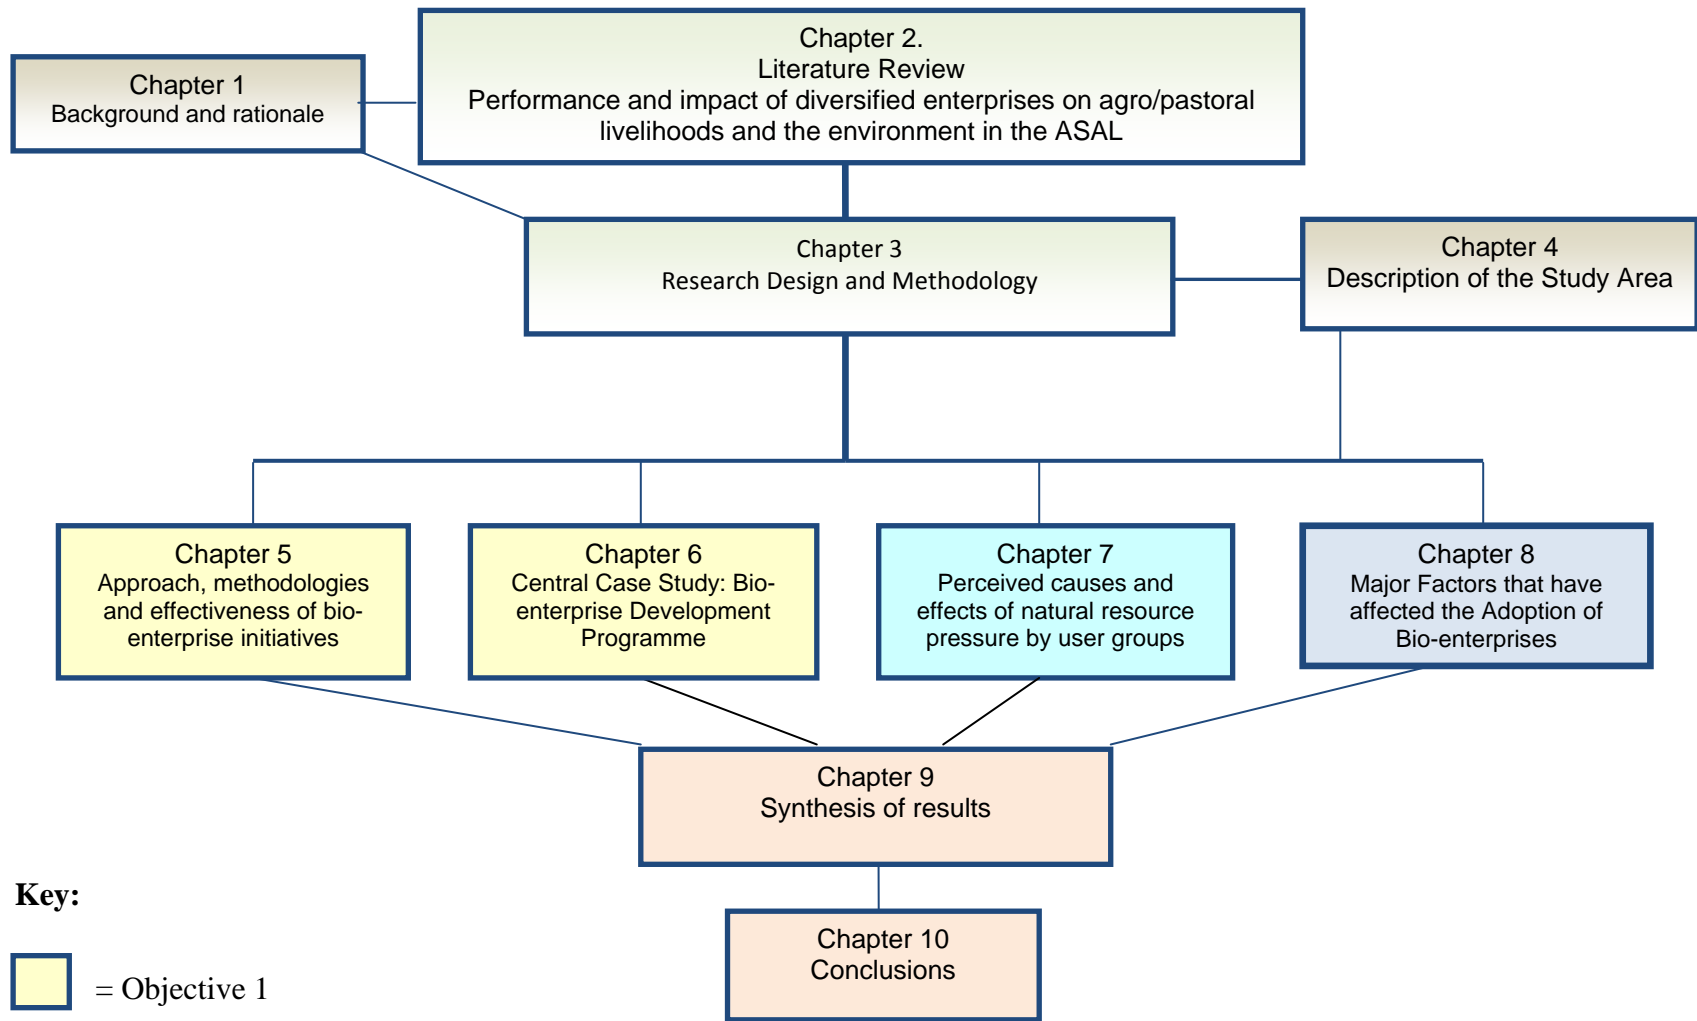 Chapter 1
Background and rationale
Chapter 2.
Literature Review
Performance and impact of diversified enterprises on agro/pastoral
livelihoods and the environment in the ASAL
Chapter 3
Research Design and Methodology
Chapter 4
Description of the Study Area
Chapter 5
Approach, methodologies
and effectiveness of bio-
enterprise initiatives
Chapter 6
Central Case Study: Bio-
enterprise Development
Programme
Chapter 7
Perceived causes and
effects of natural resource
pressure by user groups
Chapter 8
Major Factors that have
affected the Adoption of
Bio-enterprises
Chapter 9
Synthesis of results
Chapter 10
Conclusions
Key:
= Objective 1